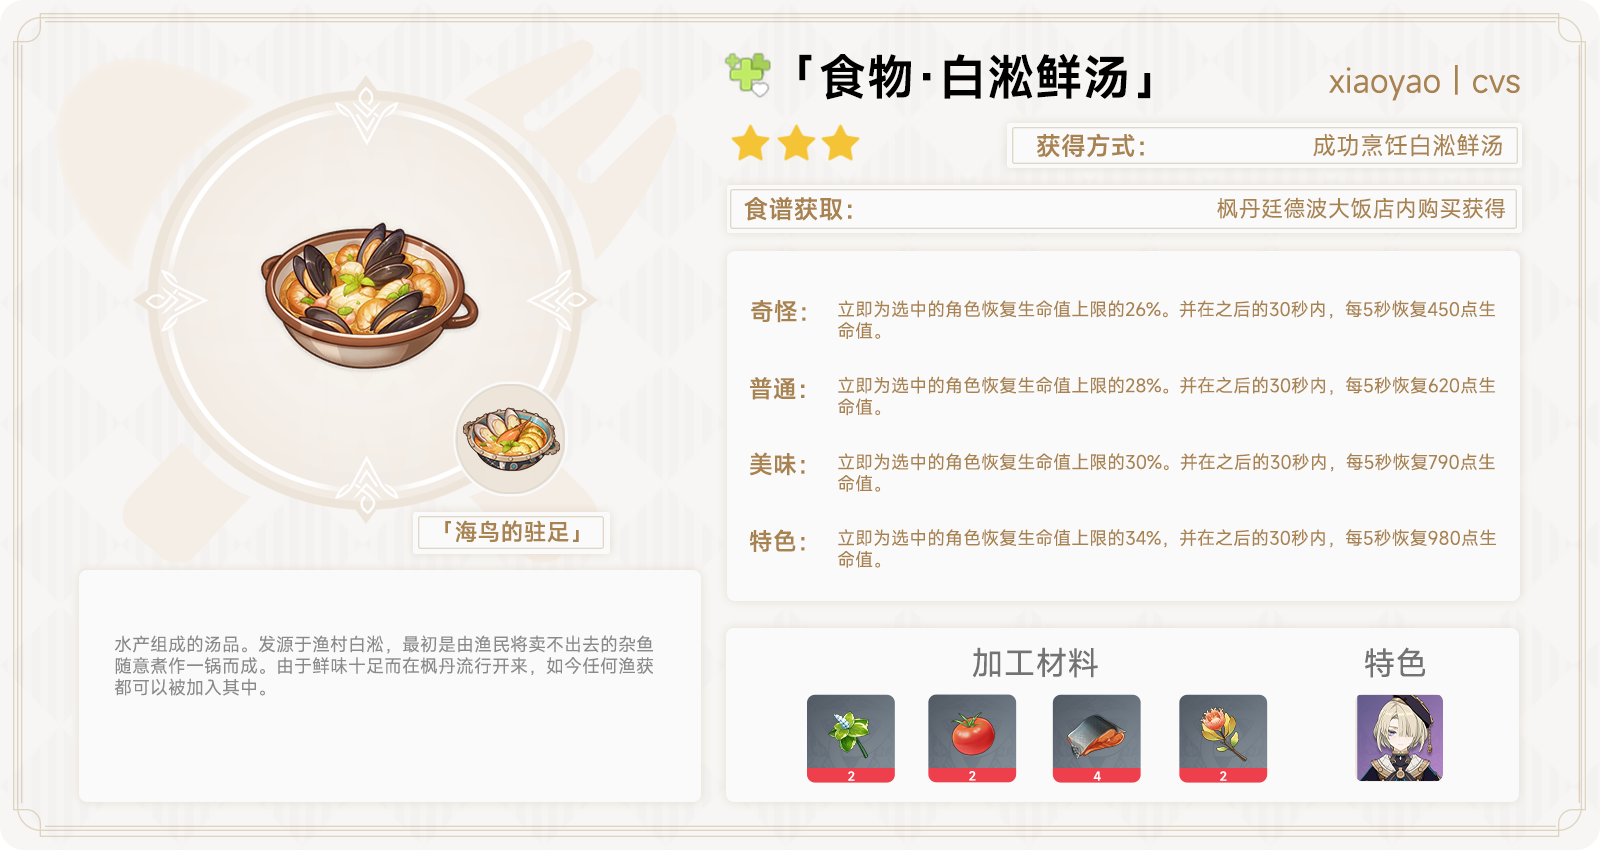 「食物·白淞鲜汤」
xiaoyao | cvs
获得方式：
成功烹饪白淞鲜汤
食谱获取：
枫丹廷德波大饭店内购买获得
奇怪：
立即为选中的角色恢复生命值上限的26%。并在之后的30秒内，每5秒恢复450点生
命值。
普通：
立即为选中的角色恢复生命值上限的28%。并在之后的30秒内，每5秒恢复620点生
命值。
美味：
立即为选中的角色恢复生命值上限的30%。并在之后的30秒内，每5秒恢复790点生
命值。
特色：
立即为选中的角色恢复生命值上限的34%，并在之后的30秒内，每5秒恢复980点生
命值。
「海鸟的驻足」
水产组成的汤品。发源于渔村白淞，最初是由渔民将卖不出去的杂鱼
随意煮作一锅而成。由于鲜味十足而在枫丹流行开来，如今任何渔获
都可以被加入其中。
加工材料
特色
2
2
4
2